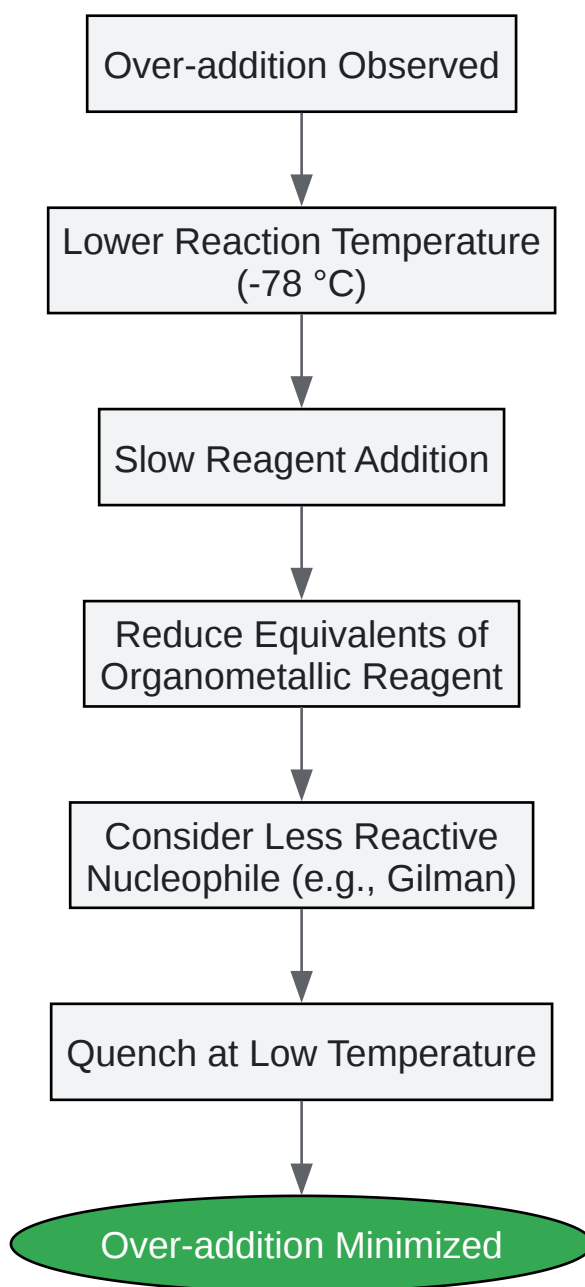 Over-addition Observed
Lower Reaction Temperature
(-78 °C)
Slow Reagent Addition
Reduce Equivalents of
Organometallic Reagent
Consider Less Reactive
Nucleophile (e.g., Gilman)
Quench at Low Temperature
Over-addition Minimized